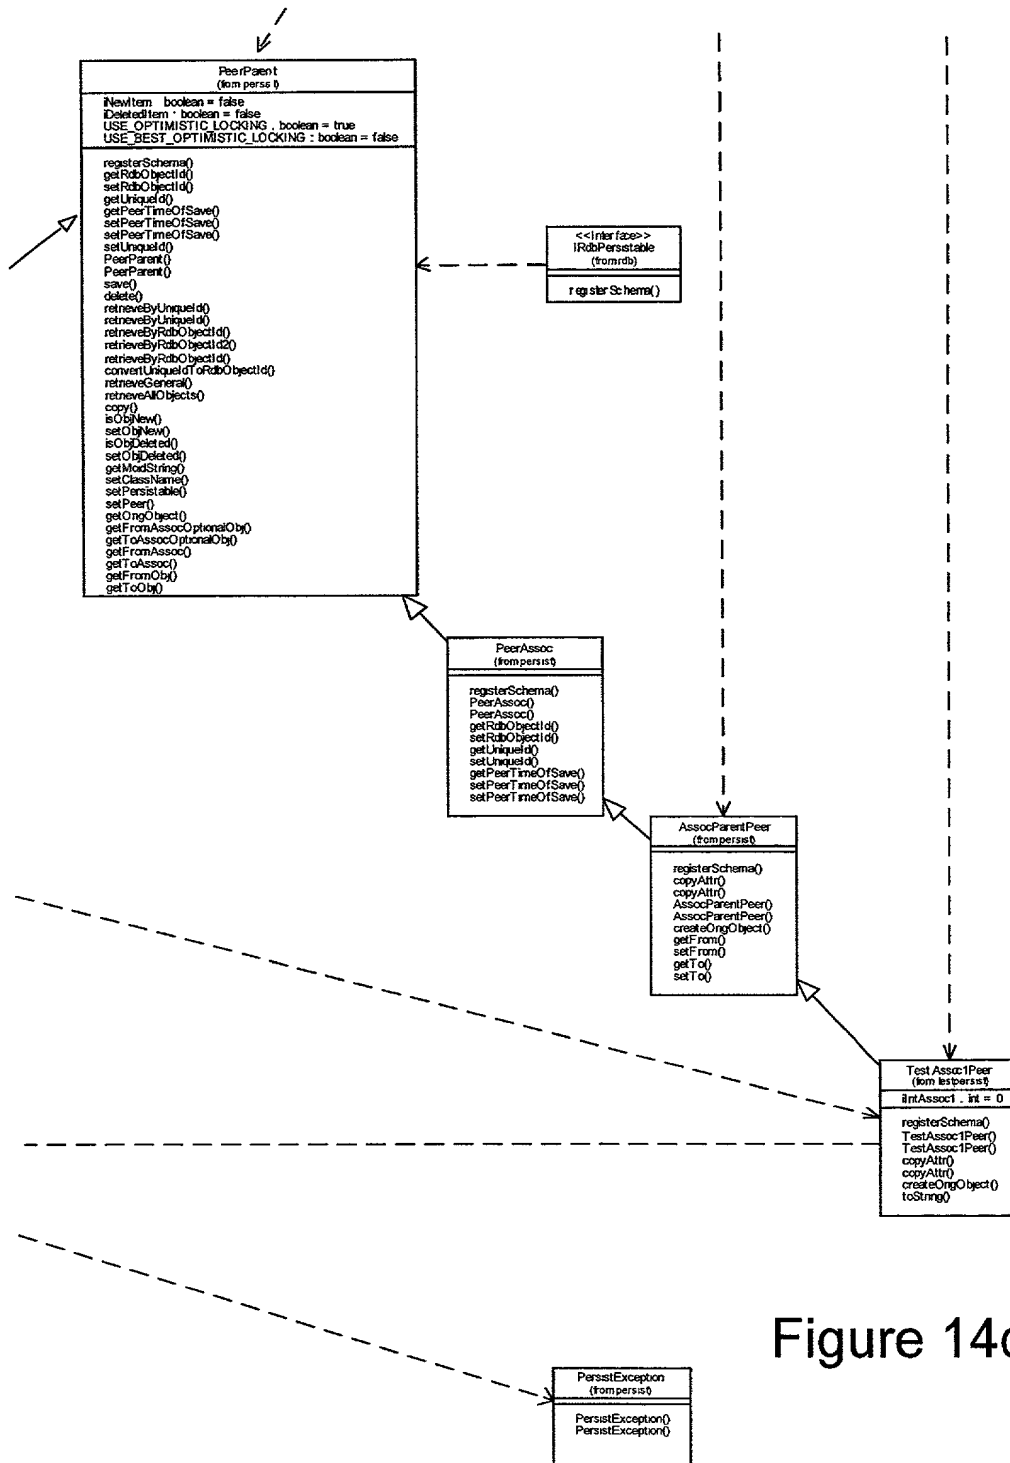 PeerParent
(from persist)
iNewItem boolean = false
iDeletedItem · boolean = false
USE_OPTIMISTIC_LOCKING . boolean = true
USE_BEST_OPTIMISTIC_LOCKING : boolean = false
registerSchema()
getRdbObjectId()
setRdbObjectId()
getUniqueId()
getPeerTimeOfSave()
setPeerTimeOfSave()
setPeerTimeOfSave()
setUniqueId()
PeerParent()
PeerParent()
save()
delete()
retrieveByUniqueId()
retrieveByUniqueId()
retrieveByRdbObjectId()
retrieveByRdbObjectId2()
retrieveByRdbObjectId()
convertUniqueIdToRdbObjectId()
retrieveGeneral()
retrieveAllObjects()
copy()
isObjNew()
setObjNew()
isObjDeleted()
setObjDeleted()
getModString()
setClassName()
setPersistable()
setPeer()
getOrigObject()
getFromAssocOptionalObj()
getToAssocOptionalObj()
getFromAssoc()
getToAssoc()
getFromObj()
getToObj()
<<Interface>>
IRdbPersistable
(from rdb)
registerSchema()
PeerAssoc
(from persist)
registerSchema()
PeerAssoc()
PeerAssoc()
getRdbObjectId()
setRdbObjectId()
getUniqueId()
setUniqueId()
getPeerTimeOfSave()
setPeerTimeOfSave()
setPeerTimeOfSave()
AssocParentPeer
(from persist)
registerSchema()
copyAttr()
copyAttr()
AssocParentPeer()
AssocParentPeer()
createOrigObject()
getFrom()
setFrom()
getTo()
setTo()
TestAssoc1Peer
(from testpersist)
iIntAssoc1 . int = 0
registerSchema()
TestAssoc1Peer()
TestAssoc1Peer()
copyAttr()
copyAttr()
createOrigObject()
toString()
Figure 14
PersistException
(from persist)
PersistException()
PersistException()